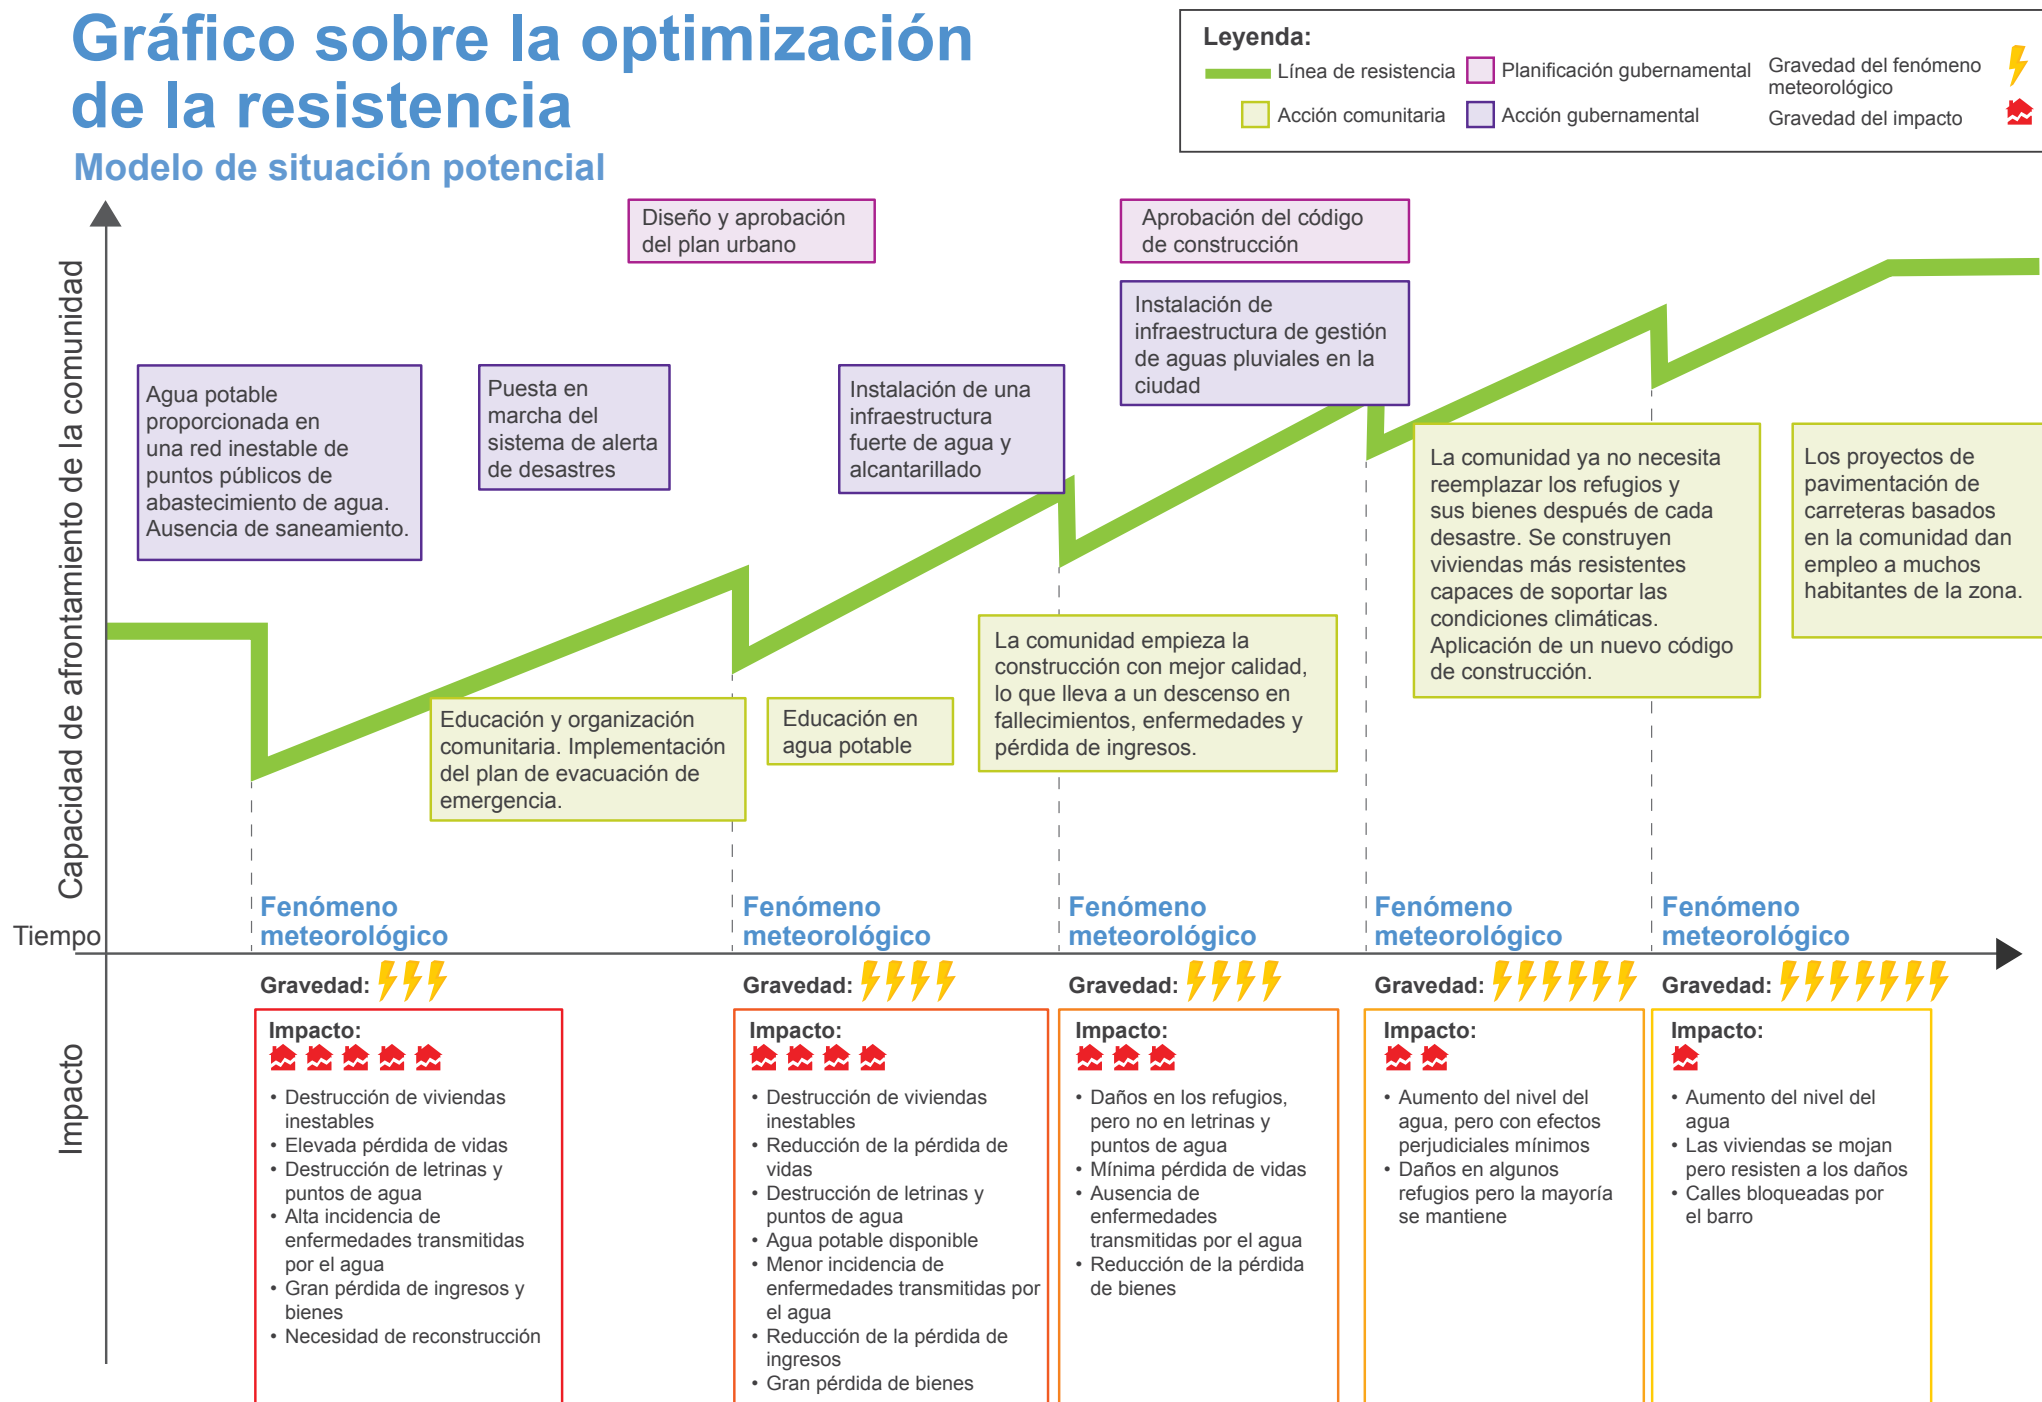 Gráfico sobre la optimización
de la resistencia
Modelo de situación potencial
Leyenda:
Línea de resistencia
Planificación gubernamental
Gravedad del fenómeno
meteorológico
Acción comunitaria
Acción gubernamental
Gravedad del impacto
Capacidad de afrontamiento de la comunidad
Diseño y aprobación
del plan urbano
Aprobación del código
de construcción
Instalación de
infraestructura de gestión
de aguas pluviales en la
ciudad
Agua potable
proporcionada en
una red inestable de
puntos públicos de
abastecimiento de agua.
Ausencia de saneamiento.
Puesta en
marcha del
sistema de alerta
de desastres
Instalación de una
infraestructura
fuerte de agua y
alcantarillado
La comunidad ya no necesita
reemplazar los refugios y
sus bienes después de cada
desastre. Se construyen
viviendas más resistentes
capaces de soportar las
condiciones climáticas.
Aplicación de un nuevo código
de construcción.
Los proyectos de
pavimentación de
carreteras basados
en la comunidad dan
empleo a muchos
habitantes de la zona.
Educación y organización
comunitaria. Implementación
del plan de evacuación de
emergencia.
Educación en
agua potable
La comunidad empieza la
construcción con mejor calidad,
lo que lleva a un descenso en
fallecimientos, enfermedades y
pérdida de ingresos.
Tiempo
Fenómeno
meteorológico
Fenómeno
meteorológico
Fenómeno
meteorológico
Fenómeno
meteorológico
Fenómeno
meteorológico
Impacto
Gravedad:
Impacto:
• Destrucción de viviendas
inestables
• Elevada pérdida de vidas
• Destrucción de letrinas y
puntos de agua
• Alta incidencia de
enfermedades transmitidas
por el agua
• Gran pérdida de ingresos y
bienes
• Necesidad de reconstrucción
Gravedad:
Impacto:
• Destrucción de viviendas
inestables
• Reducción de la pérdida de
vidas
• Destrucción de letrinas y
puntos de agua
• Agua potable disponible
• Menor incidencia de
enfermedades transmitidas por
el agua
• Reducción de la pérdida de
ingresos
• Gran pérdida de bienes
Gravedad:
Impacto:
• Daños en los refugios,
pero no en letrinas y
puntos de agua
• Mínima pérdida de vidas
• Ausencia de
enfermedades
transmitidas por el agua
• Reducción de la pérdida
de bienes
Gravedad:
Impacto:
• Aumento del nivel del
agua, pero con efectos
perjudiciales mínimos
• Daños en algunos
refugios pero la mayoría
se mantiene
Gravedad:
Impacto:
• Aumento del nivel del
agua
• Las viviendas se mojan
pero resisten a los daños
• Calles bloqueadas por
el barro